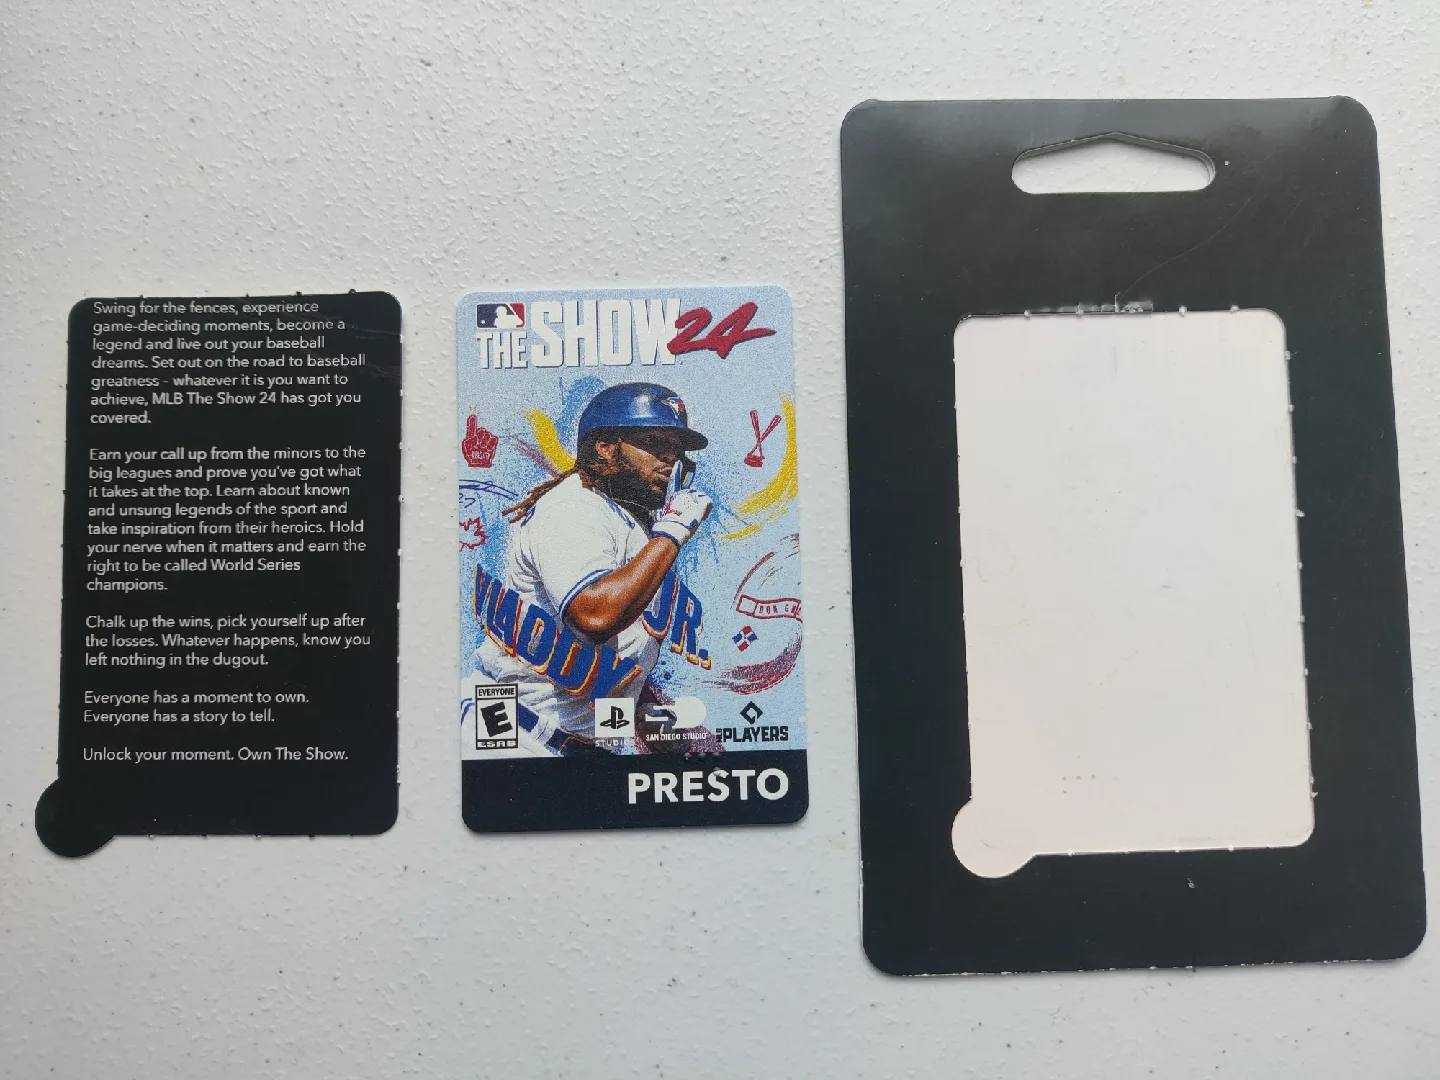 Swing for the fences, experience
game-deciding moments, become a
legend and live out your baseball
dreams. Set out on the road to baseball
greatness - whatever it is you want to
achieve, MLB The Show 24 has got you
covered.
Earn your call up from the minors to the
big leagues and prove you've got what
it takes at the top. Learn about known
and unsung legends of the sport and
take inspiration from their heroics. Hold
your nerve when it matters and earn the
right to be called World Series
champions.
Chalk up the wins, pick yourself up after
the losses. Whatever happens, know you
left nothing in the dugout.
Everyone has a moment to own.
Everyone has a story to tell.
Unlock your moment. Own The Show.
THE SHOW 24
VLADDY JR.
EVERYONE
E
ESRB
STUDIOS
SAN DIEGO STUDIO
PLAYERS
PRESTO